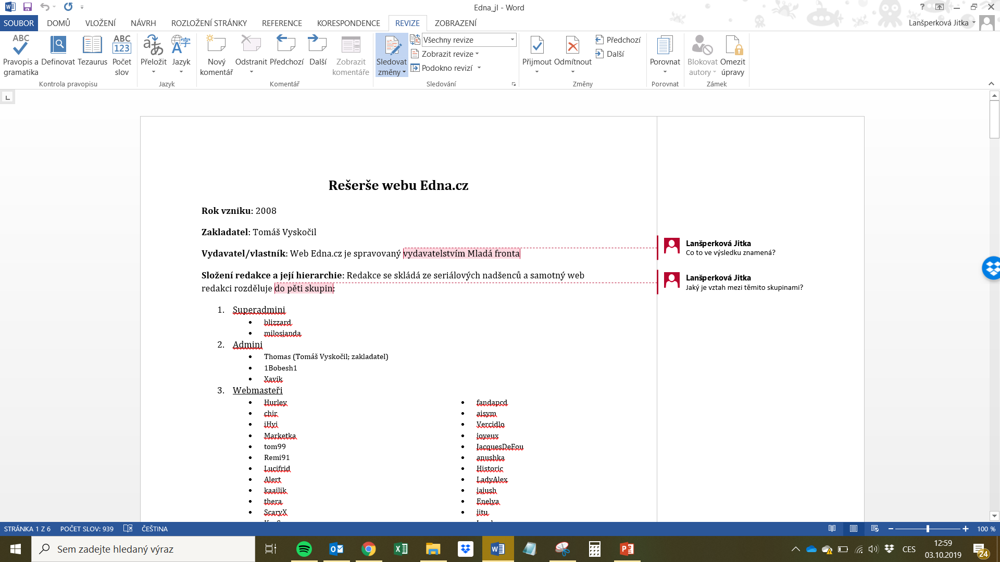 Edna_jl - Word
SOUBOR DOMŮ VLOŽENÍ NÁVRH ROZLOŽENÍ STRÁNKY REFERENCE KORESPONDENCE REVIZE ZOBRAZENÍ Lanšperková Jitka
ABC
Pravopis a
gramatika
Definovat
Tezaurus
ABC
123
Počet
slov
Kontrola pravopisu
Přeložit
Jazyk
Jazyk
Nový
komentář
Odstranit
Předchozí
Další
Zobrazit
komentáře
Komentář
Sledovat
změny
Všechny revize
Zobrazit revize
Podokno revizí
Sledování
Přijmout
Odmítnout
Předchozí
Další
Změny
Porovnat
Porovnat
Blokovat
autory
Omezit
úpravy
Zámek
Rešerše webu Edna.cz
Rok vzniku: 2008
Zakladatel: Tomáš Vyskočil
Vydavatel/vlastník: Web Edna.cz je spravovaný vydavatelstvím Mladá fronta
Složení redakce a její hierarchie: Redakce se skládá ze seriálových nadšenců a samotný web
redakci rozděluje do pěti skupin:
Lanšperková Jitka
Co to ve výsledku znamená?
Lanšperková Jitka
Jaký je vztah mezi těmito skupinami?
1. Superadmini
• blizzard
• milosjanda
2. Admini
• Thomas (Tomáš Vyskočil; zakladatel)
• 1Bobesh1
• Xavik
3. Webmasteři
• Hurley
• chir
• iHyi
• Marketka
• tom99
• Remi91
• Lucifrid
• Alert
• kaailik
• thera
• ScaryX
• fandapcd
• aisym
• Vercidlo
• joyeux
• JacquesDeFou
• anushka
• Historic
• LadyAlex
• jajush
• Enelya
• jitu
STRÁNKA 1 Z 6 POČET SLOV: 939 ČEŠTINA 100 %
Sem zadejte hledaný výraz
CES
12:59
03.10.2019
24